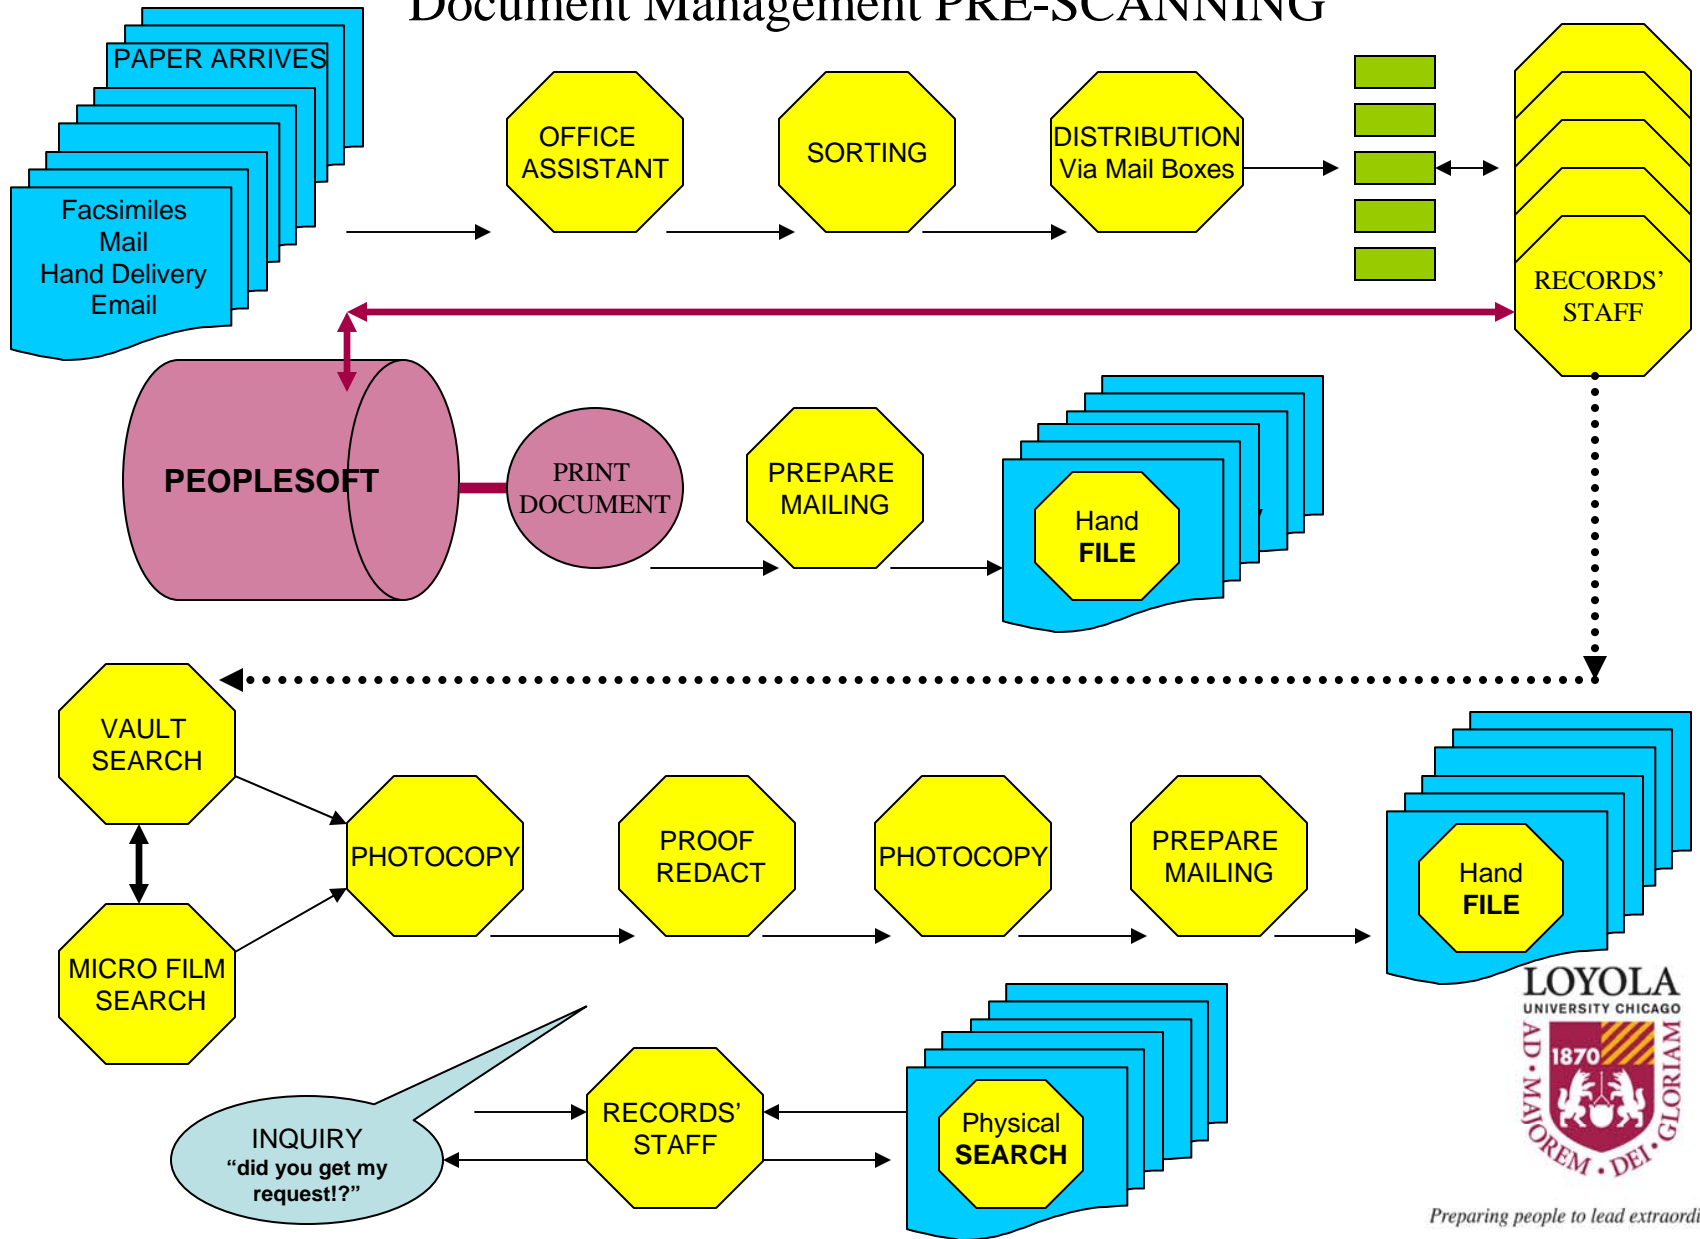 Document Management PRE-SCANNING
PAPER ARRIVES
Facsimiles
Mail
Hand Delivery
Email
OFFICE
ASSISTANT
SORTING
DISTRIBUTION
Via Mail Boxes
RECORDS’
STAFF
PEOPLESOFT
PRINT
DOCUMENT
PREPARE
MAILING
Hand
FILE
VAULT
SEARCH
MICRO FILM
SEARCH
PHOTOCOPY
PROOF
REDACT
PHOTOCOPY
PREPARE
MAILING
Hand
FILE
INQUIRY
“did you get my
request!?”
RECORDS’
STAFF
Physical
SEARCH
LOYOLA
UNIVERSITY CHICAGO
1870
AD • MAJOREM • DEI • GLORIAM
Preparing people to lead extraordi